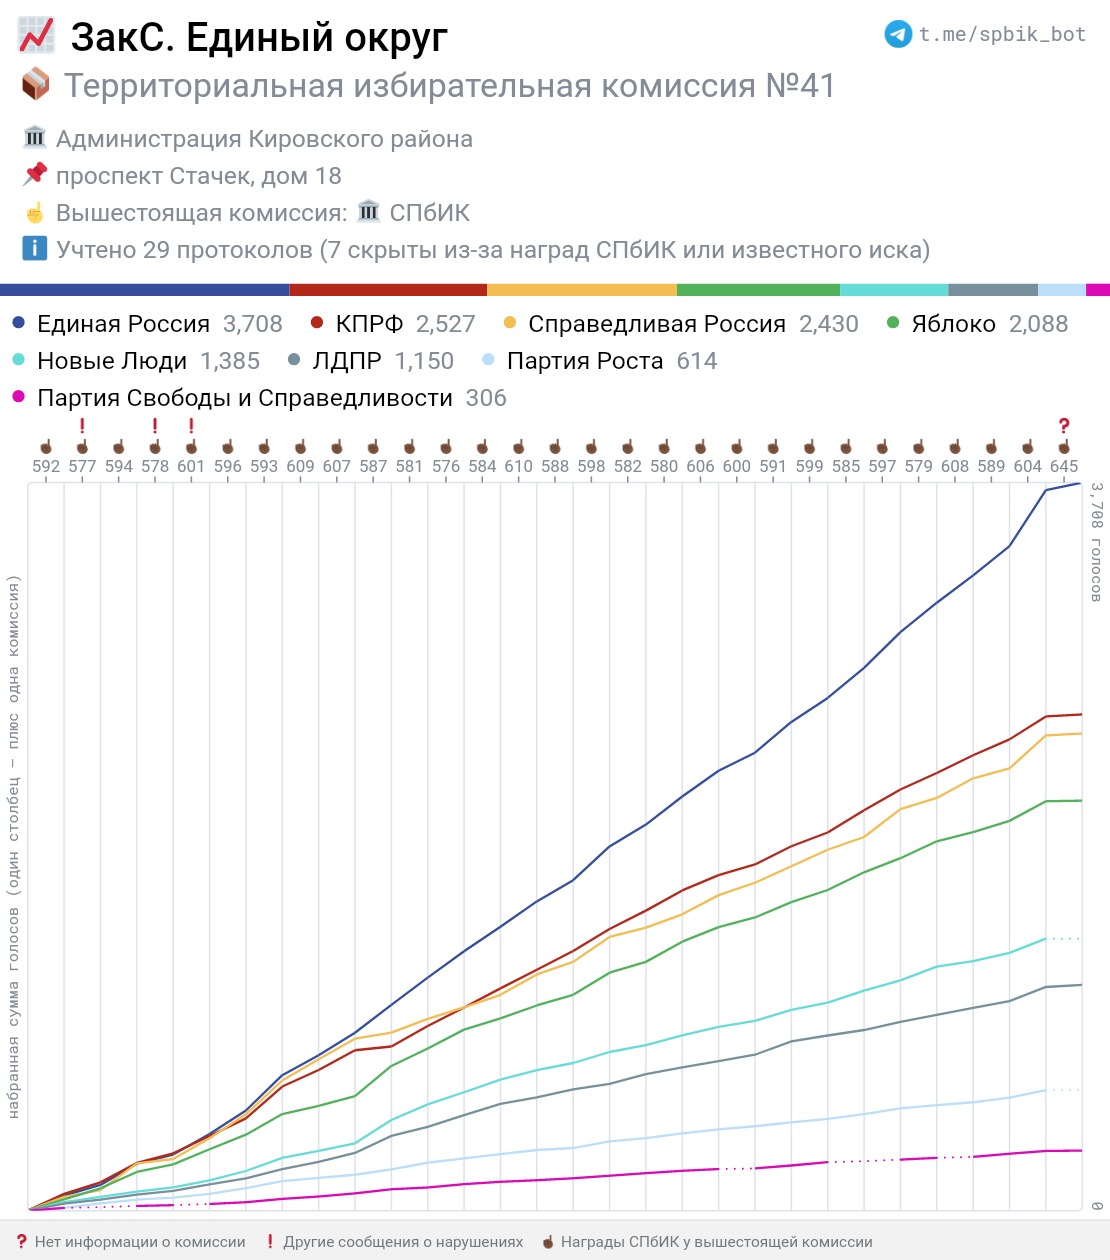 ЗакС. Единый округ
t.me/spbik_bot
Территориальная избирательная комиссия №41
Администрация Кировского района
проспект Стачек, дом 18
Вышестоящая комиссия: СПбИК
Учтено 29 протоколов (7 скрыты из-за наград СПбИК или известного иска)
Единая Россия 3,708 КПРФ 2,527 Справедливая Россия 2,430 Яблоко 2,088
Новые Люди 1,385 ЛДПР 1,150 Партия Роста 614
Партия Свободы и Справедливости 306
592 577 594 578 601 596 593 609 607 587 581 576 584 610 588 598 582 580 606 600 591 599 585 597 579 608 589 604 645
3,708 голосов
набранная сумма голосов (один столбец – плюс одна комиссия)
0
Нет информации о комиссии Другие сообщения о нарушениях Награды СПбИК у вышестоящей комиссии